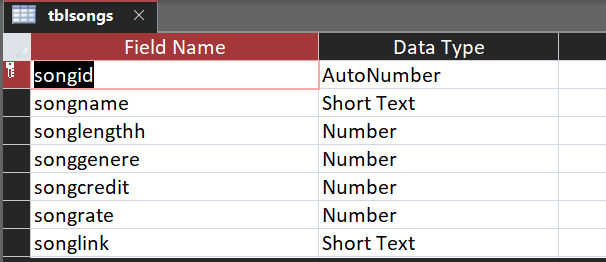 tblsongs
Field Name Data Type
songid AutoNumber
songname Short Text
songlengthh Number
songgenere Number
songcredit Number
songrate Number
songlink Short Text